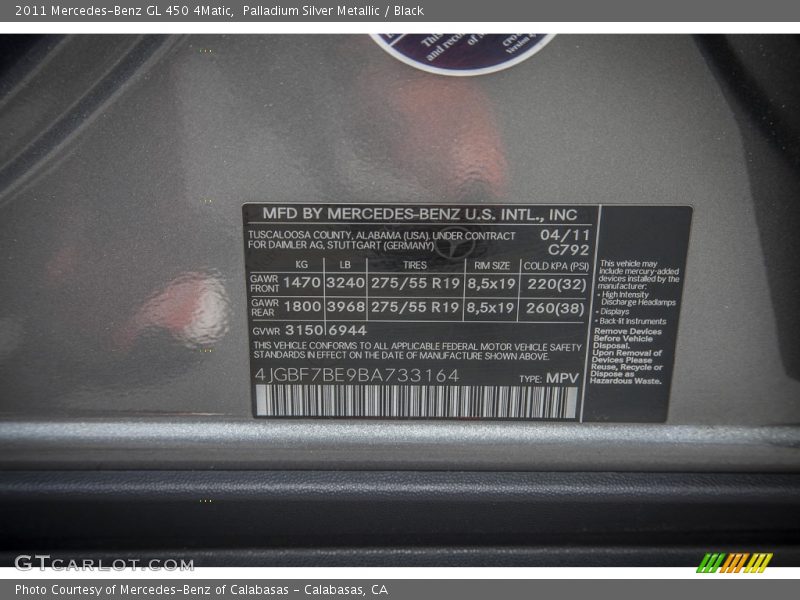 2011 Mercedes-Benz GL 450 4Matic,  Palladium Silver Metallic / Black
This
and reco
of m
CFO-
version 9
MFD BY MERCEDES-BENZ U.S. INTL., INC
TUSCALOOSA COUNTY, ALABAMA (USA), UNDER CONTRACT
FOR DAIMLER AG, STUTTGART (GERMANY)
04/11
C792
KG LB TIRES RIM SIZE COLD KPA (PSI)
GAWR FRONT 1470 3240 275/55 R19 8,5x19 220(32)
GAWR REAR 1800 3968 275/55 R19 8,5x19 260(38)
GVWR 3150 6944
THIS VEHICLE CONFORMS TO ALL APPLICABLE FEDERAL MOTOR VEHICLE SAFETY
STANDARDS IN EFFECT ON THE DATE OF MANUFACTURE SHOWN ABOVE.
4JGBF7BE9BA733164 TYPE: MPV
This vehicle may
include mercury-added
devices installed by the
manufacturer:
• High Intensity
Discharge Headlamps
• Displays
• Back-lit Instruments
Remove Devices
Before Vehicle
Disposal.
Upon Removal of
Devices Please
Reuse, Recycle or
Dispose as
Hazardous Waste.
GTCARLOT.COM
Photo Courtesy of Mercedes-Benz of Calabasas - Calabasas, CA